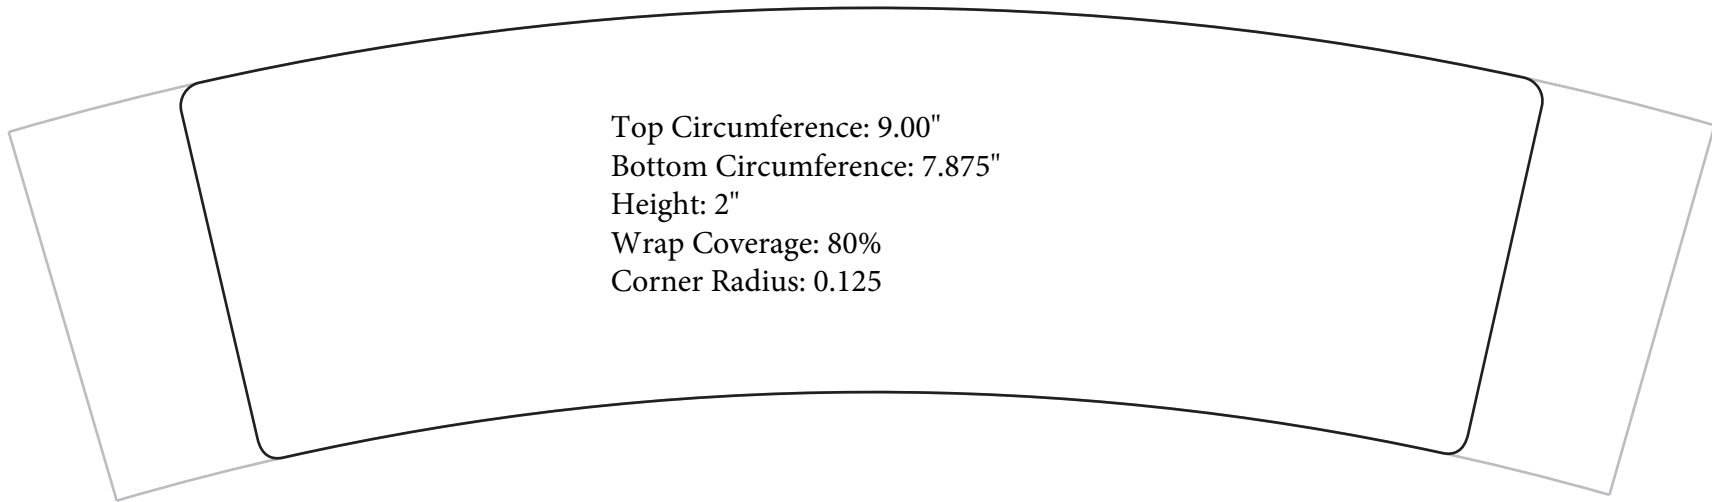 Top Circumference: 9.00"
Bottom Circumference: 7.875"
Height: 2"
Wrap Coverage: 80%
Corner Radius: 0.125